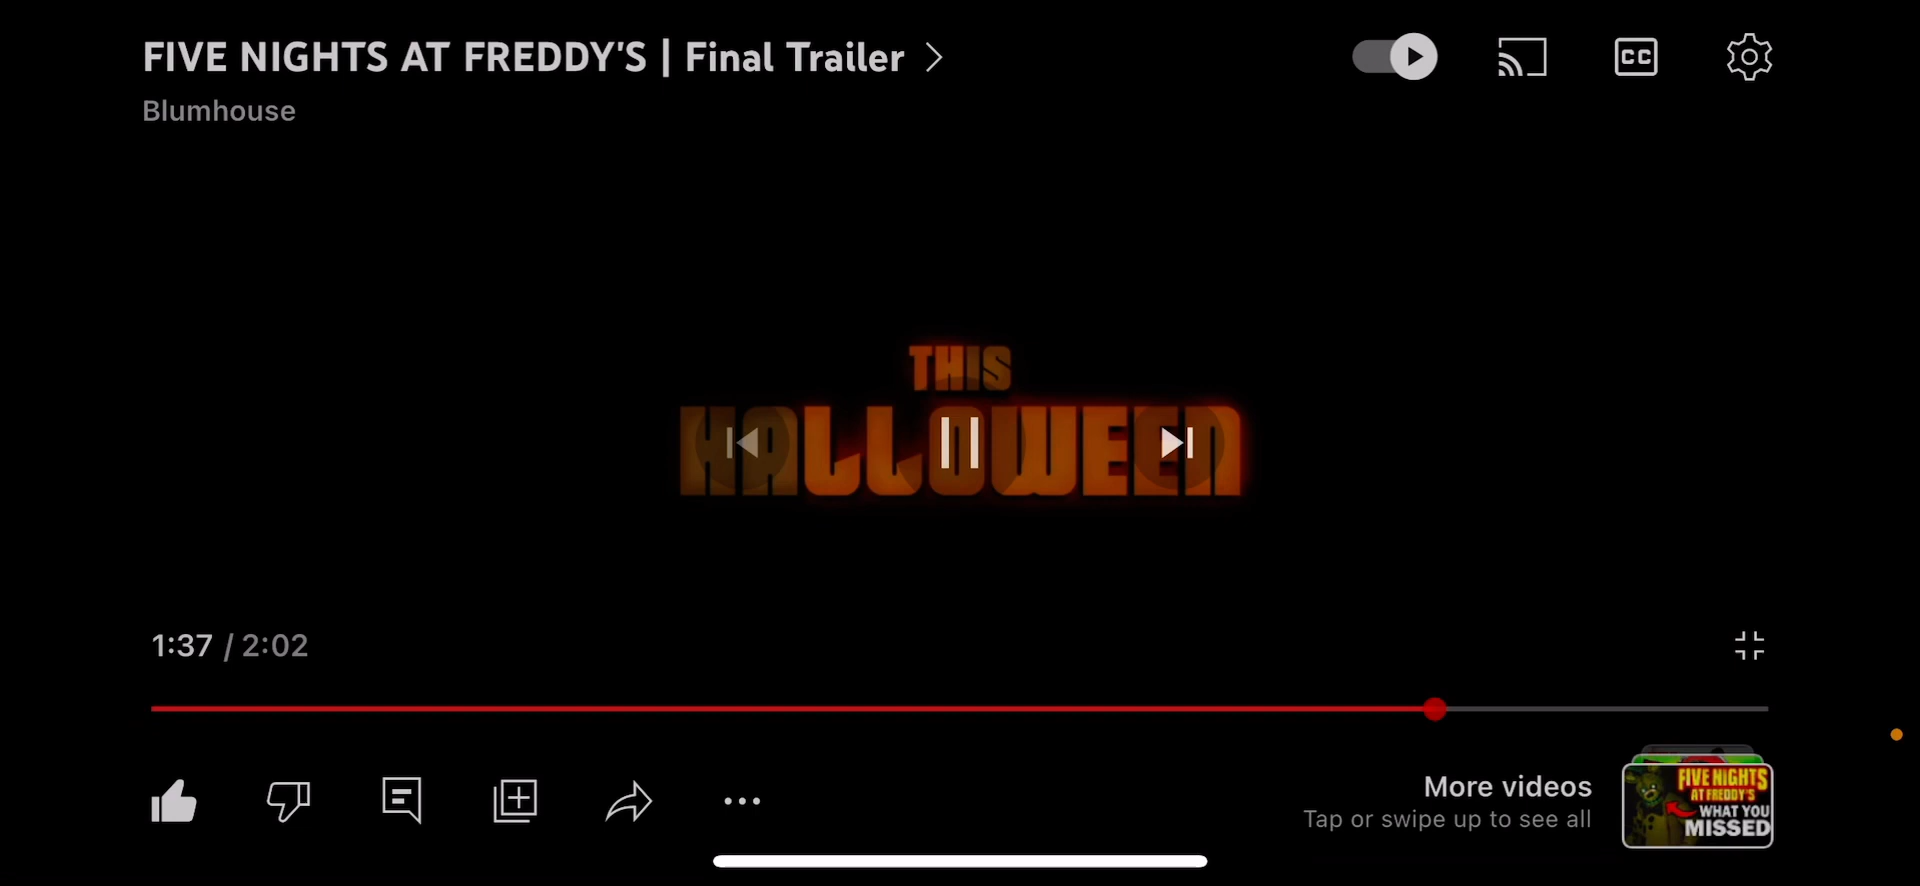 FIVE NIGHTS AT FREDDY'S | Final Trailer
Blumhouse
CC
THIS
HALLOWEEN
1:37 / 2:02
More videos
Tap or swipe up to see all
FIVE NIGHTS
AT FREDDY'S
WHAT YOU
MISSED